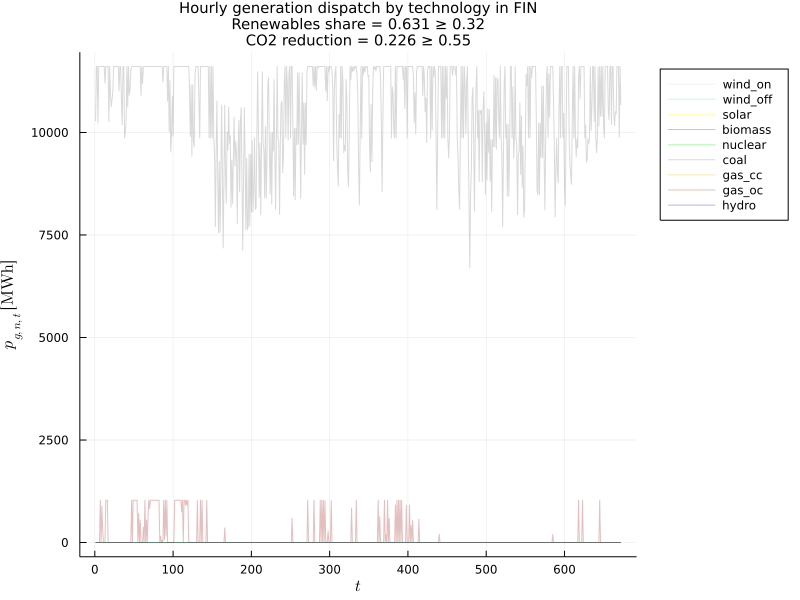 Hourly generation dispatch by technology in FIN
Renewables share = 0.631 ≥ 0.32
CO2 reduction = 0.226 ≥ 0.55
wind_on
wind_off
solar
biomass
nuclear
coal
gas_cc
gas_oc
hydro
p g,n,t [MWh]
10000
7500
5000
2500
0
0 100 200 300 400 500 600
t